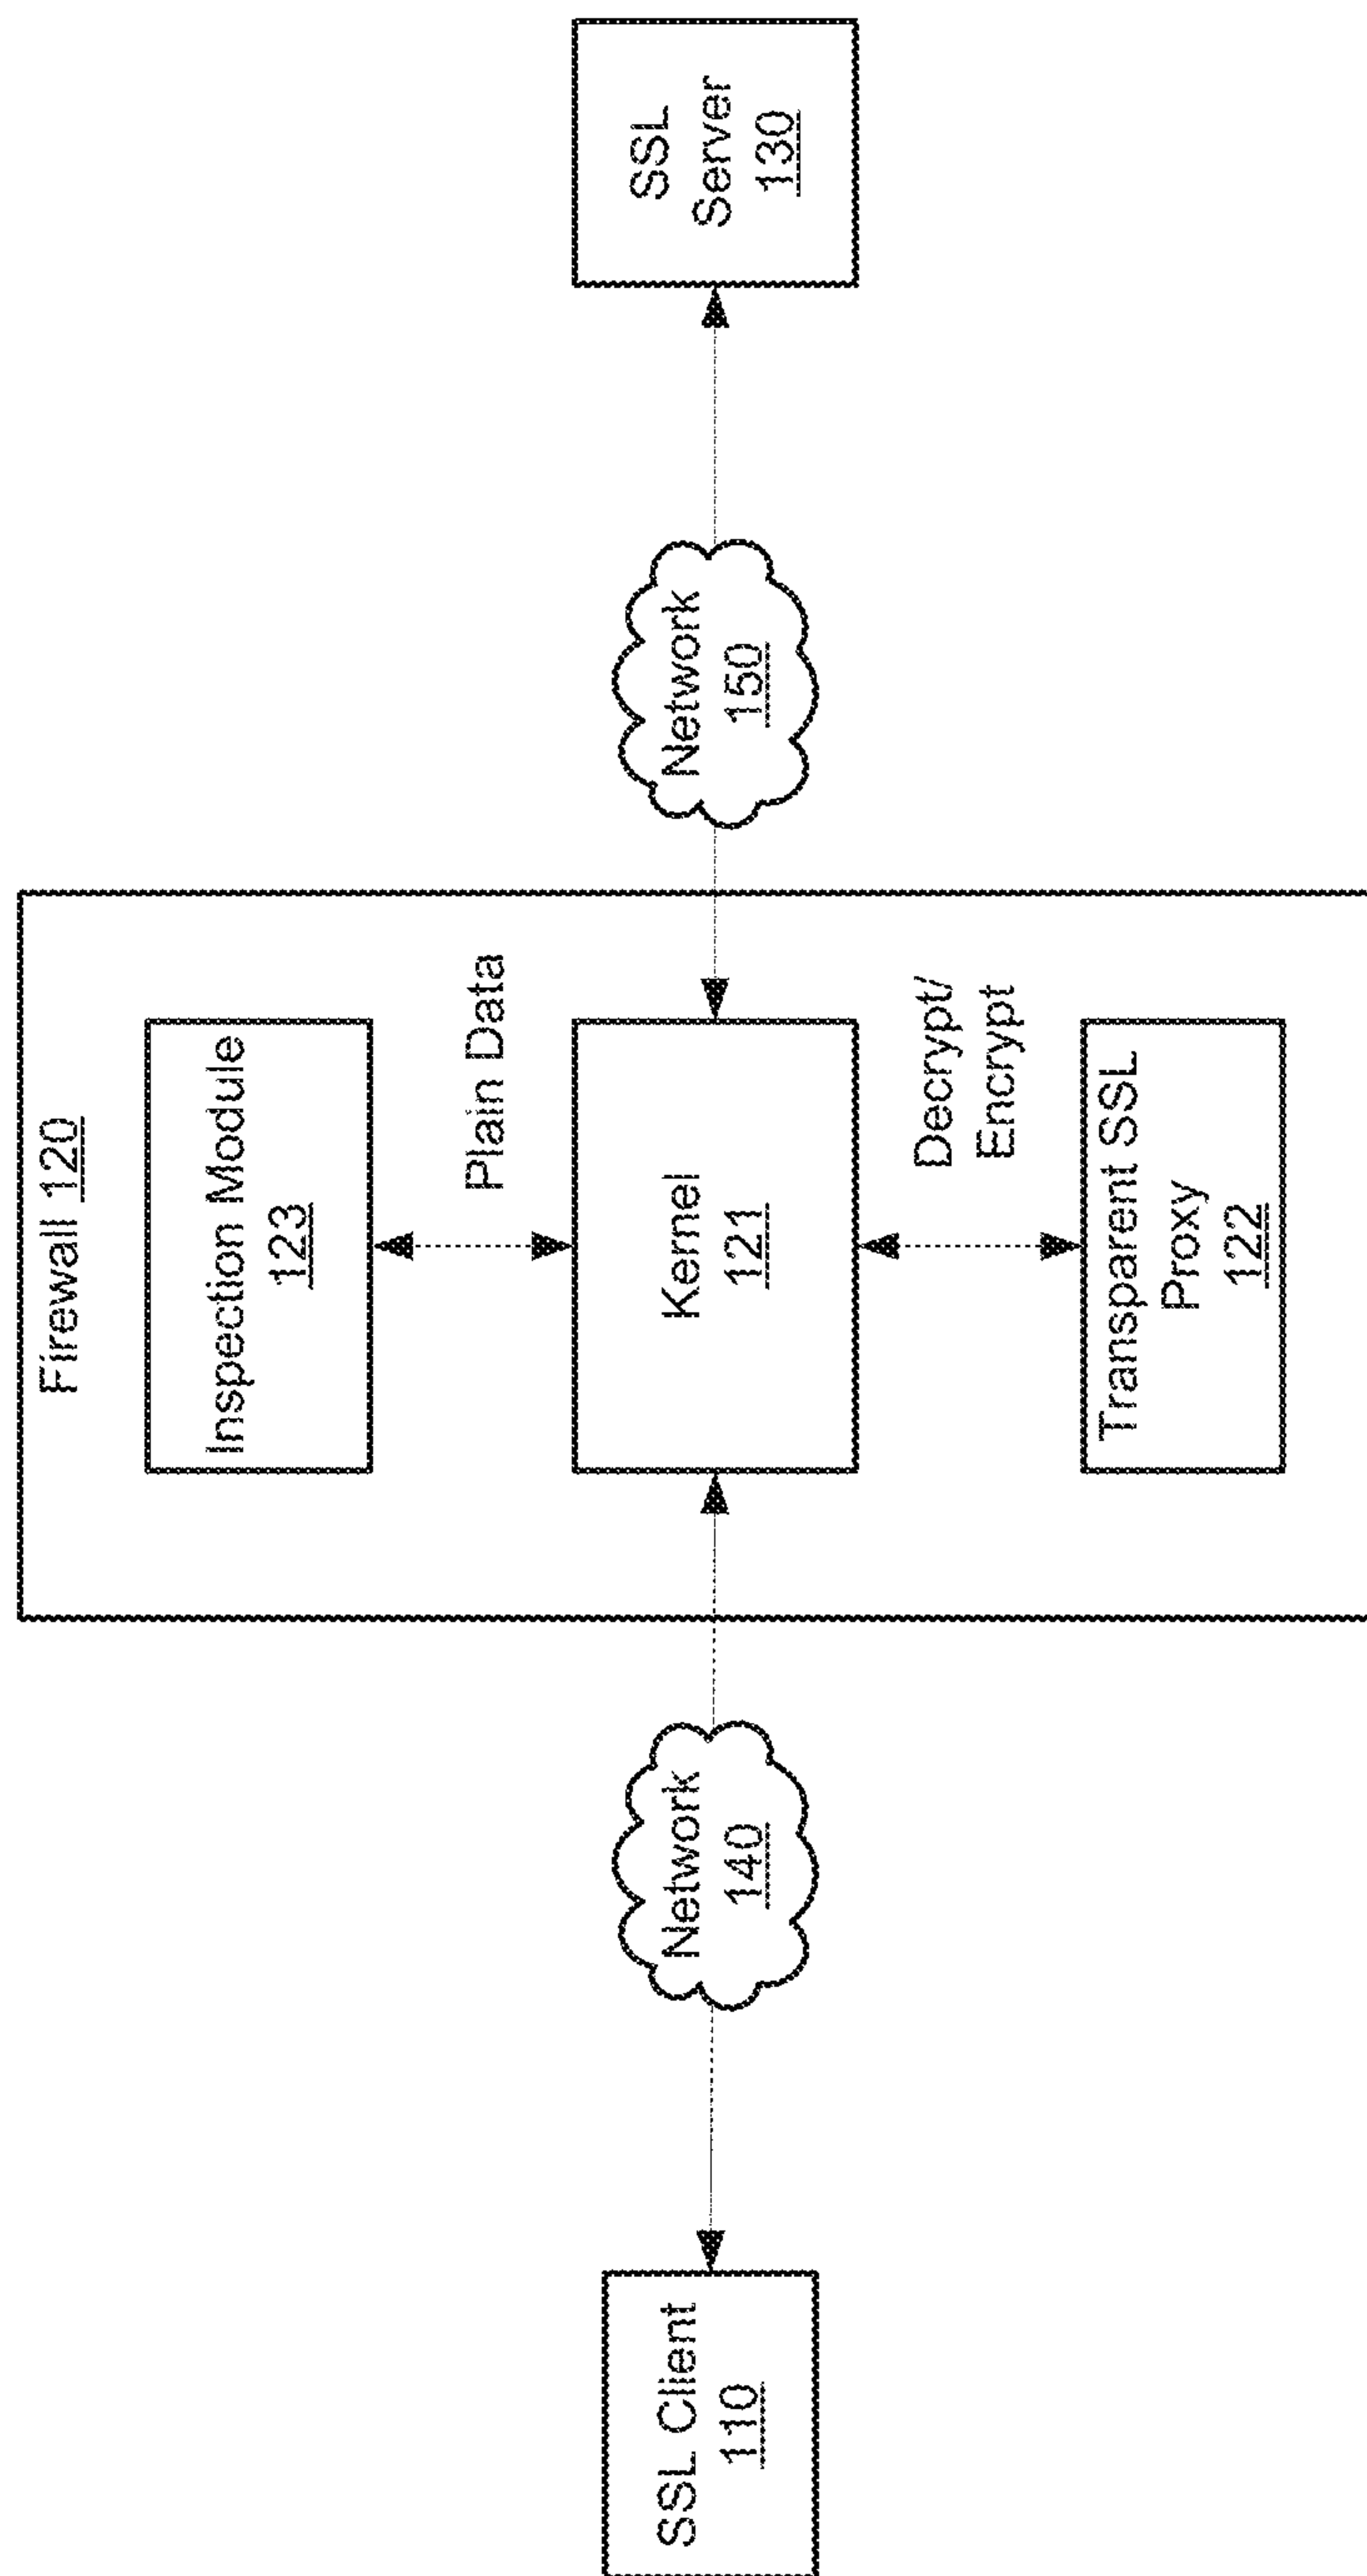 Firewall 120
Inspection Module
123
Plain Data
SSL Client
110
Network
140
Kernel
121
Network
150
SSL
Server
130
Decrypt/
Encrypt
Transparent SSL
Proxy
122